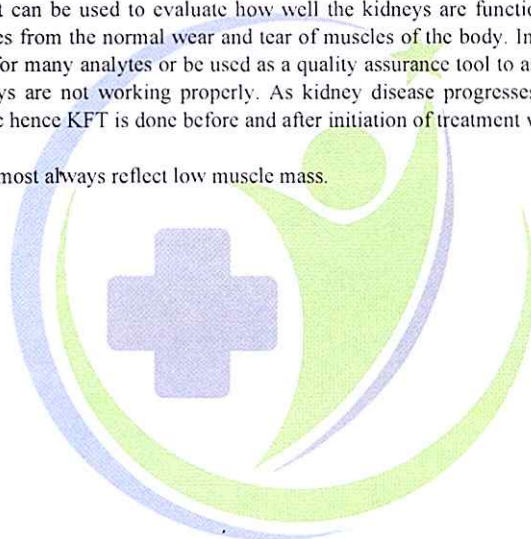 t can be used to evaluate how well the kidneys are function
es from the normal wear and tear of muscles of the body. In
for many analytes or be used as a quality assurance tool to a
ys are not working properly. As kidney disease progresses
c hence KFT is done before and after initiation of treatment v
most always reflect low muscle mass.